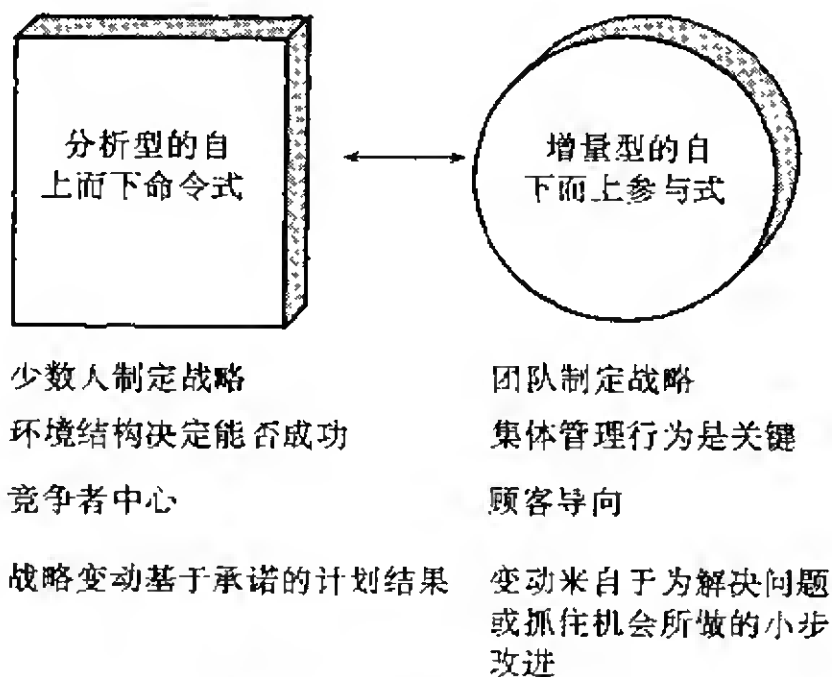 分析型的自
上而下命令式
增量型的自
下而上参与式
少数人制定战略
环境结构决定能否成功
竞争者中心
战略变动基于承诺的计划结果
团队制定战略
集体管理行为是关键
顾客导向
变动来自于为解决问题
或抓住机会所做的小步
改进